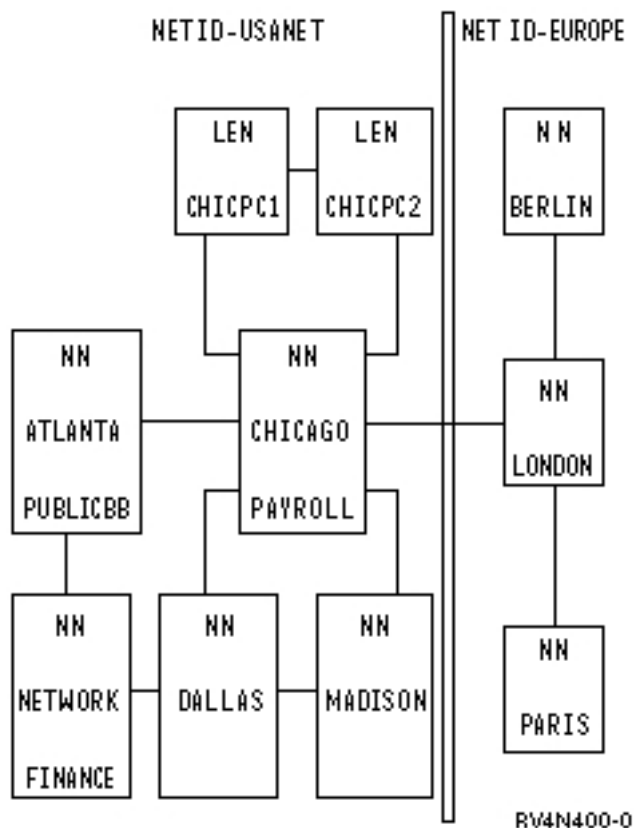 NETID-USANET
NET ID-EUROPE
LEN
CHICPC1
LEN
CHICPC2
N N
BERLIN
NN
ATLANTA
PUBLICBB
NN
CHICAGO
PAYROLL
NN
LONDON
NN
NETWORK
FINANCE
NN
DALLAS
NN
MADISON
NN
PARIS
RV4N400-0